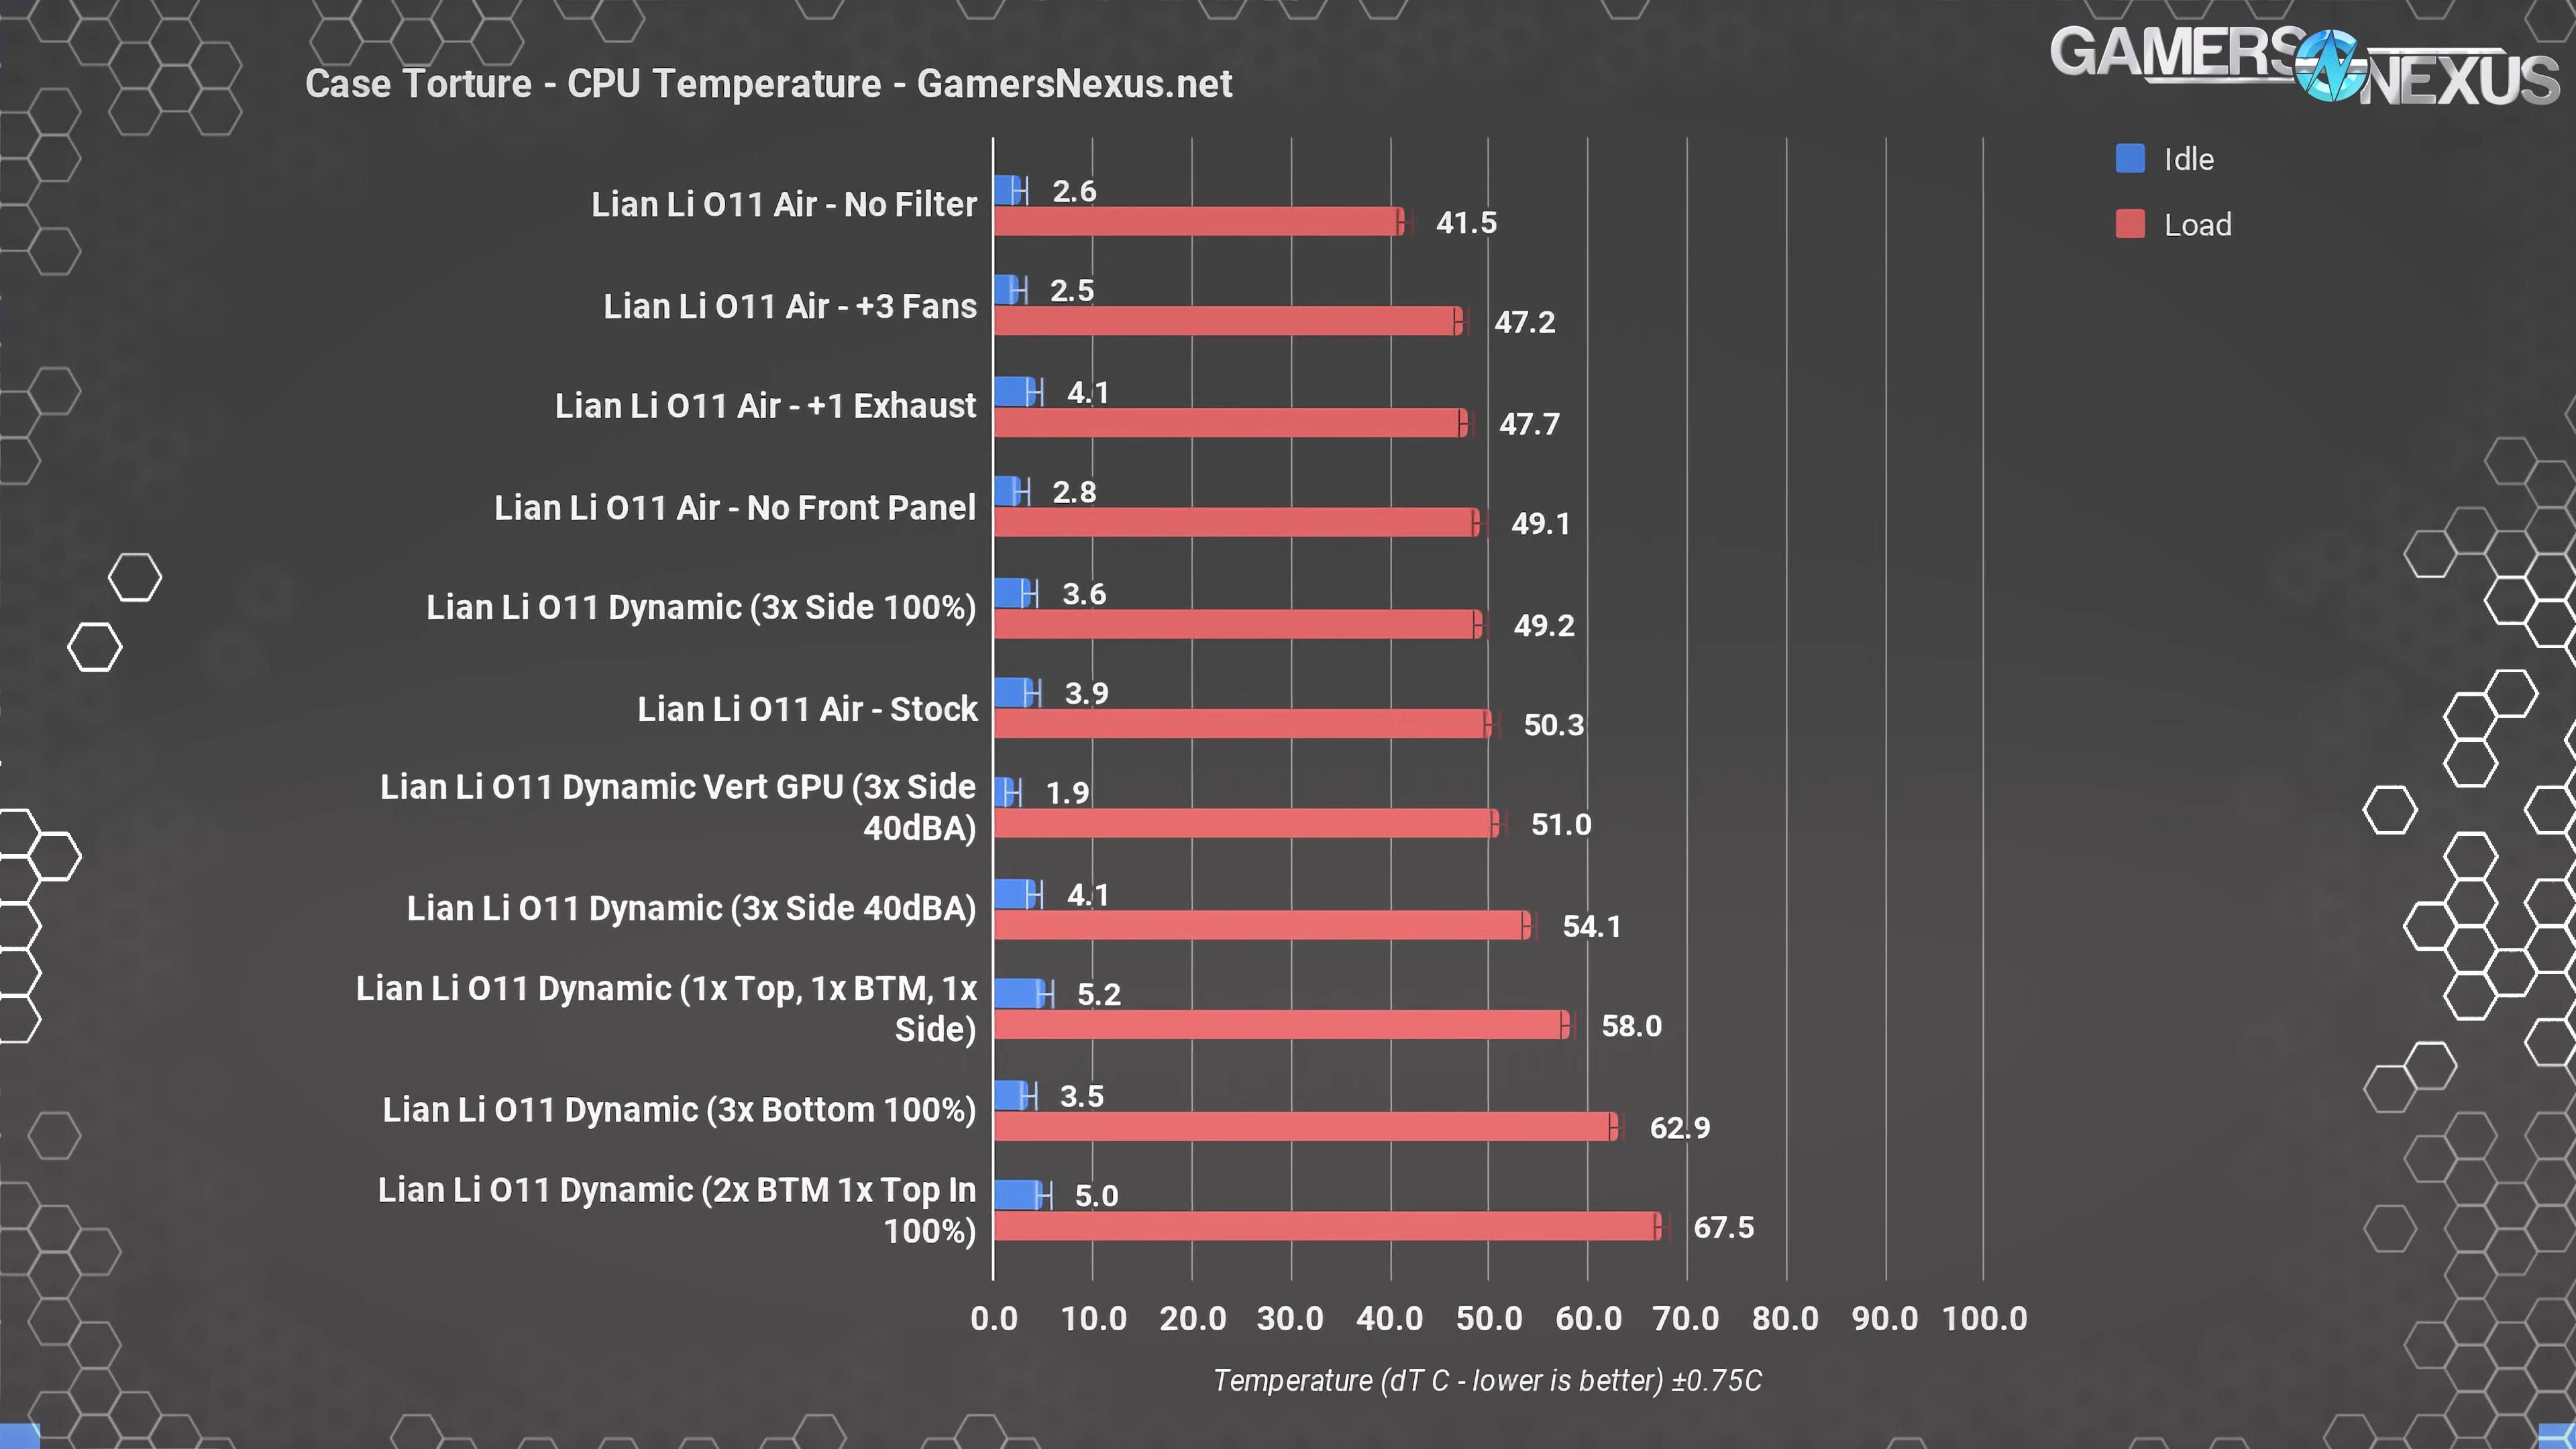 GAMERS NEXUS
Case Torture - CPU Temperature - GamersNexus.net
Idle
Load
Lian Li O11 Air - No Filter
2.6
41.5
Lian Li O11 Air - +3 Fans
2.5
47.2
Lian Li O11 Air - +1 Exhaust
4.1
47.7
Lian Li O11 Air - No Front Panel
2.8
49.1
Lian Li O11 Dynamic (3x Side 100%)
3.6
49.2
Lian Li O11 Air - Stock
3.9
50.3
Lian Li O11 Dynamic Vert GPU (3x Side
40dBA)
1.9
51.0
Lian Li O11 Dynamic (3x Side 40dBA)
4.1
54.1
Lian Li O11 Dynamic (1x Top, 1x BTM, 1x
Side)
5.2
58.0
Lian Li O11 Dynamic (3x Bottom 100%)
3.5
62.9
Lian Li O11 Dynamic (2x BTM 1x Top In
100%)
5.0
67.5
0.0 10.0 20.0 30.0 40.0 50.0 60.0 70.0 80.0 90.0 100.0
Temperature (dT C - lower is better) ±0.75C